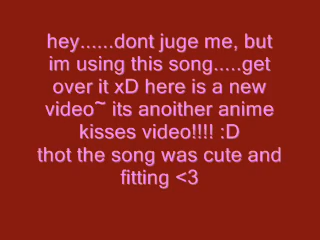 hey......dont juge me, but
im using this song.....get
over it xD here is a new
video~ its anoither anime
kisses video!!!! :D
thot the song was cute and
fitting <3